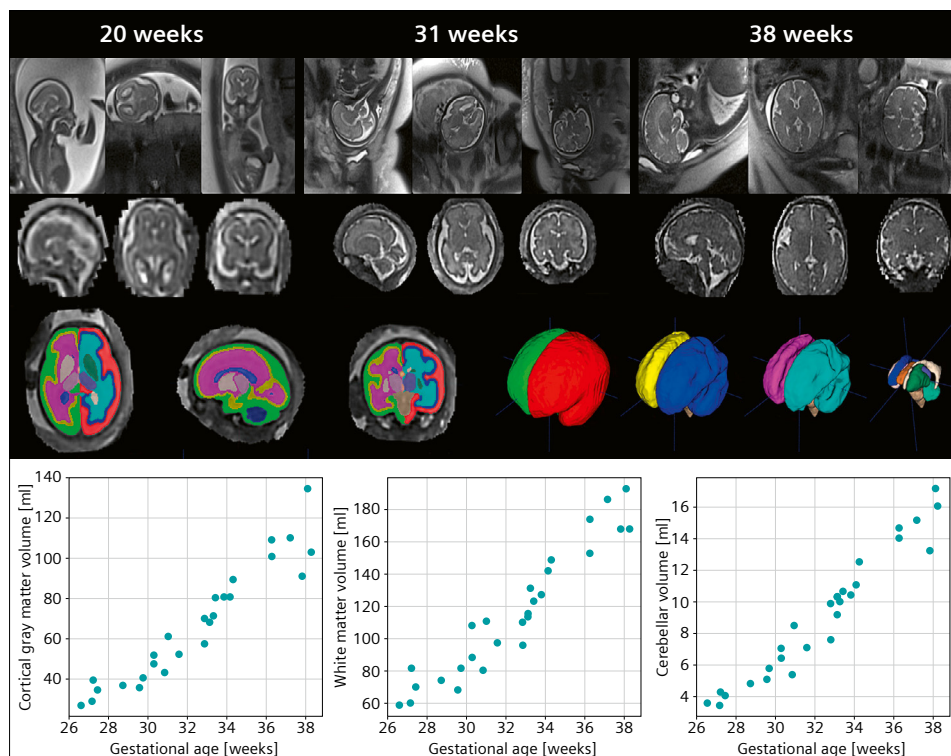 20 weeks 31 weeks 38 weeks
Cortical gray matter volume [ml]
140
120
100
80
60
40
26 28 30 32 34 36 38
Gestational age [weeks]
White matter volume [ml]
180
160
140
120
100
80
60
26 28 30 32 34 36 38
Gestational age [weeks]
Cerebellar volume [ml]
16
14
12
10
8
6
4
26 28 30 32 34 36 38
Gestational age [weeks]